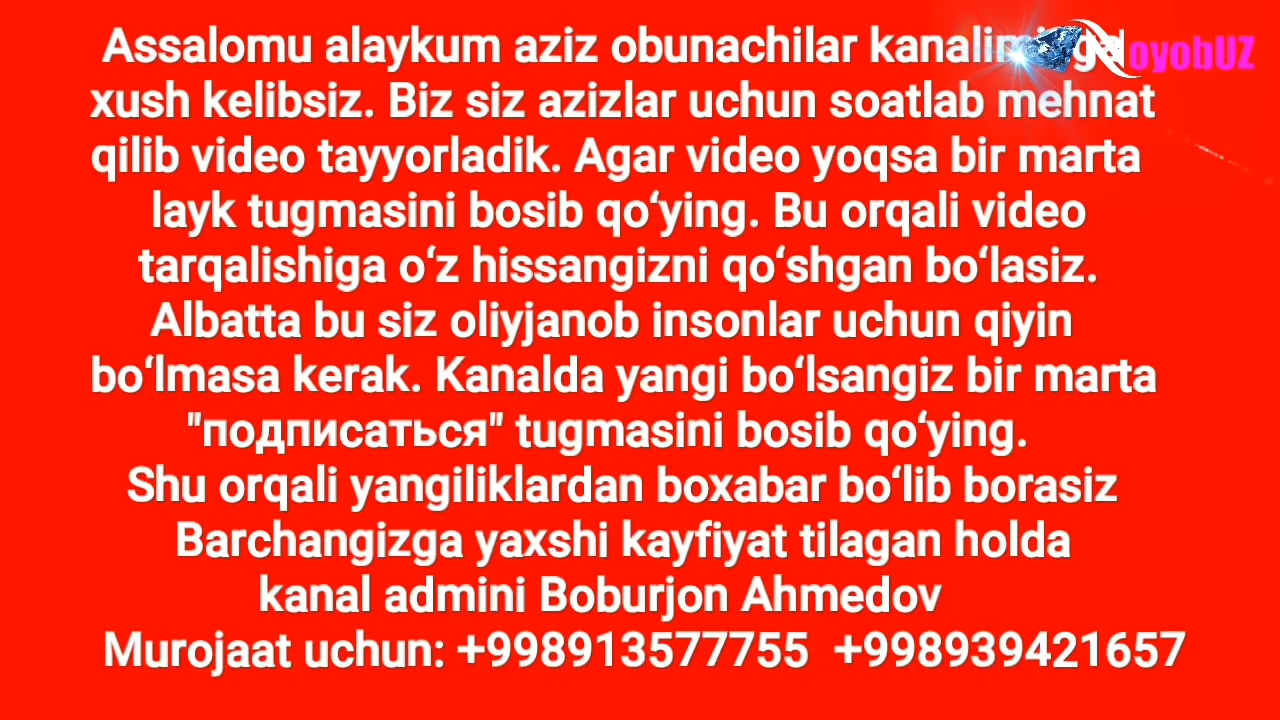 Assalomu alaykum aziz obunachilar
xush kelibsiz. Biz siz azizlar uchun soatlab mehnat
qilib video tayyorladik. Agar video yoqsa bir marta
layk tugmasini bosib qo‘ying. Bu orqali video
tarqalishiga o‘z hissangizni qo‘shgan bo‘lasiz.
Albatta bu siz oliyjanob insonlar uchun qiyin
bo‘lmasa kerak. Kanalda yangi bo‘lsangiz bir marta
"подписаться" tugmasini bosib qo‘ying.
Shu orqali yangiliklardan boxabar bo‘lib borasiz
Barchangizga yaxshi kayfiyat tilagan holda
kanal admini Boburjon Ahmedov
Murojaat uchun: +998913577755 +998939421657
NoyobUZ